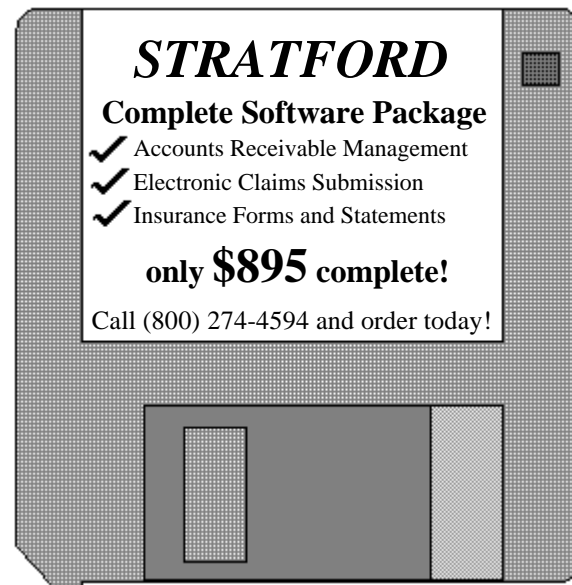 STRATFORD
Complete Software Package
Accounts Receivable Management
Electronic Claims Submission
Insurance Forms and Statements
only $895 complete!
Call (800) 274-4594 and order today!